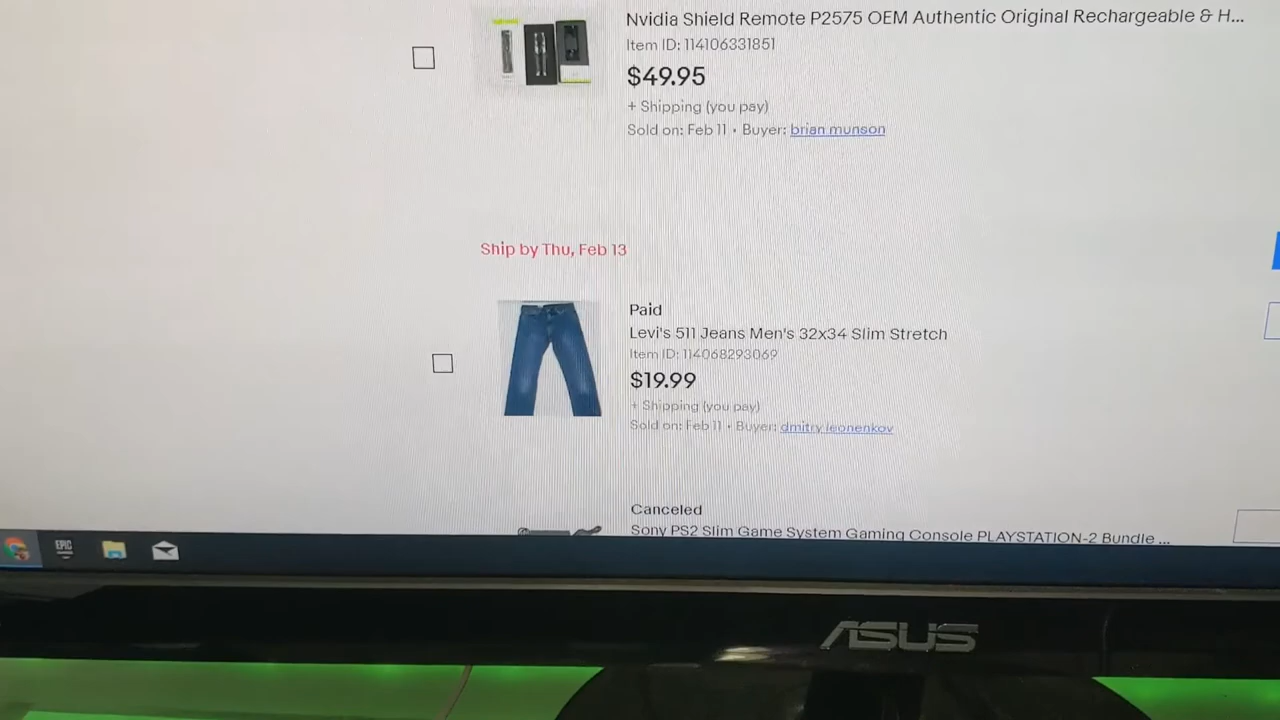 Nvidia Shield Remote P2575 OEM Authentic Original Rechargeable & H...
Item ID: 114106331851
$49.95
+ Shipping (you pay)
Sold on: Feb 11 • Buyer: brian munson
Ship by Thu, Feb 13
Paid
Levi's 511 Jeans Men's 32x34 Slim Stretch
Item ID: 114068293069
$19.99
+ Shipping (you pay)
Sold on: Feb 11 • Buyer: dmitry leonenkov
Canceled
Sony PS2 Slim Game System Gaming Console PLAYSTATION-2 Bundle ...
EPIC
ASUS